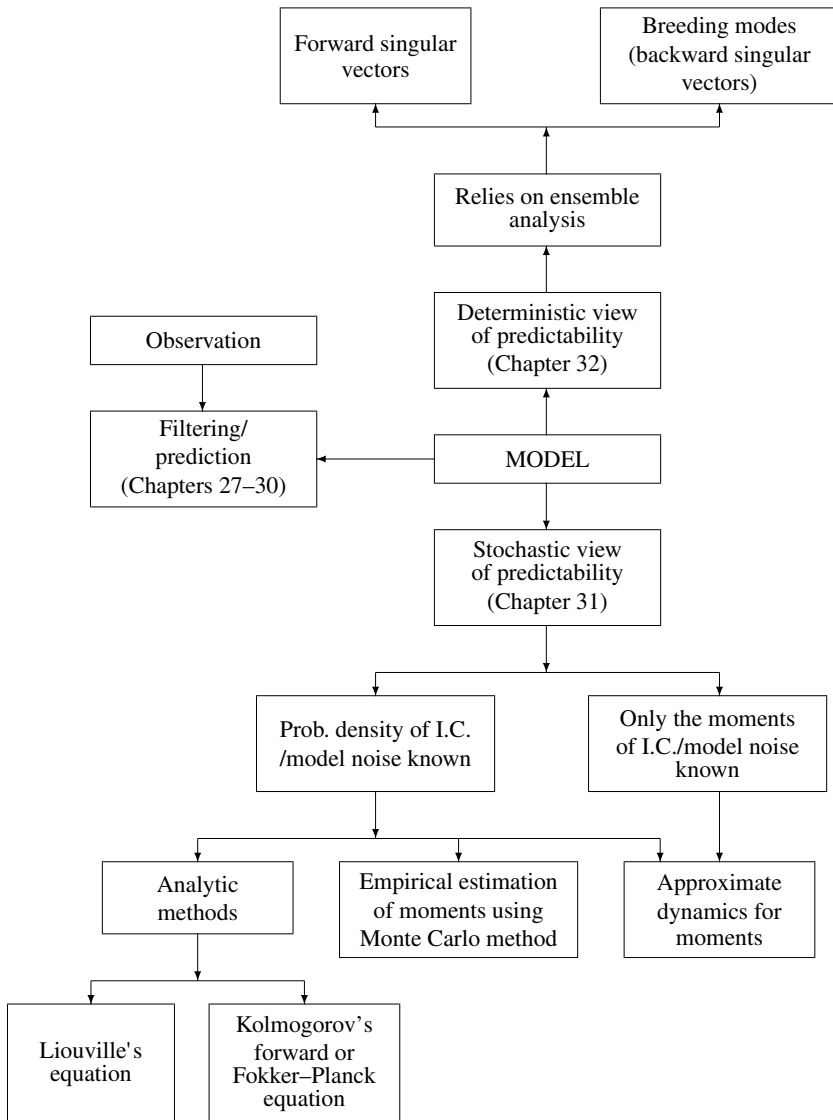 Forward singular
vectors
Breeding modes
(backward singular
vectors)
Relies on ensemble
analysis
Deterministic view
of predictability
(Chapter 32)
Observation
Filtering/
prediction
(Chapters 27–30)
MODEL
Stochastic view
of predictability
(Chapter 31)
Prob. density of I.C.
/model noise known
Only the moments
of I.C./model noise
known
Analytic
methods
Empirical estimation
of moments using
Monte Carlo method
Approximate
dynamics for
moments
Liouville's
equation
Kolmogorov's
forward or
Fokker–Planck
equation